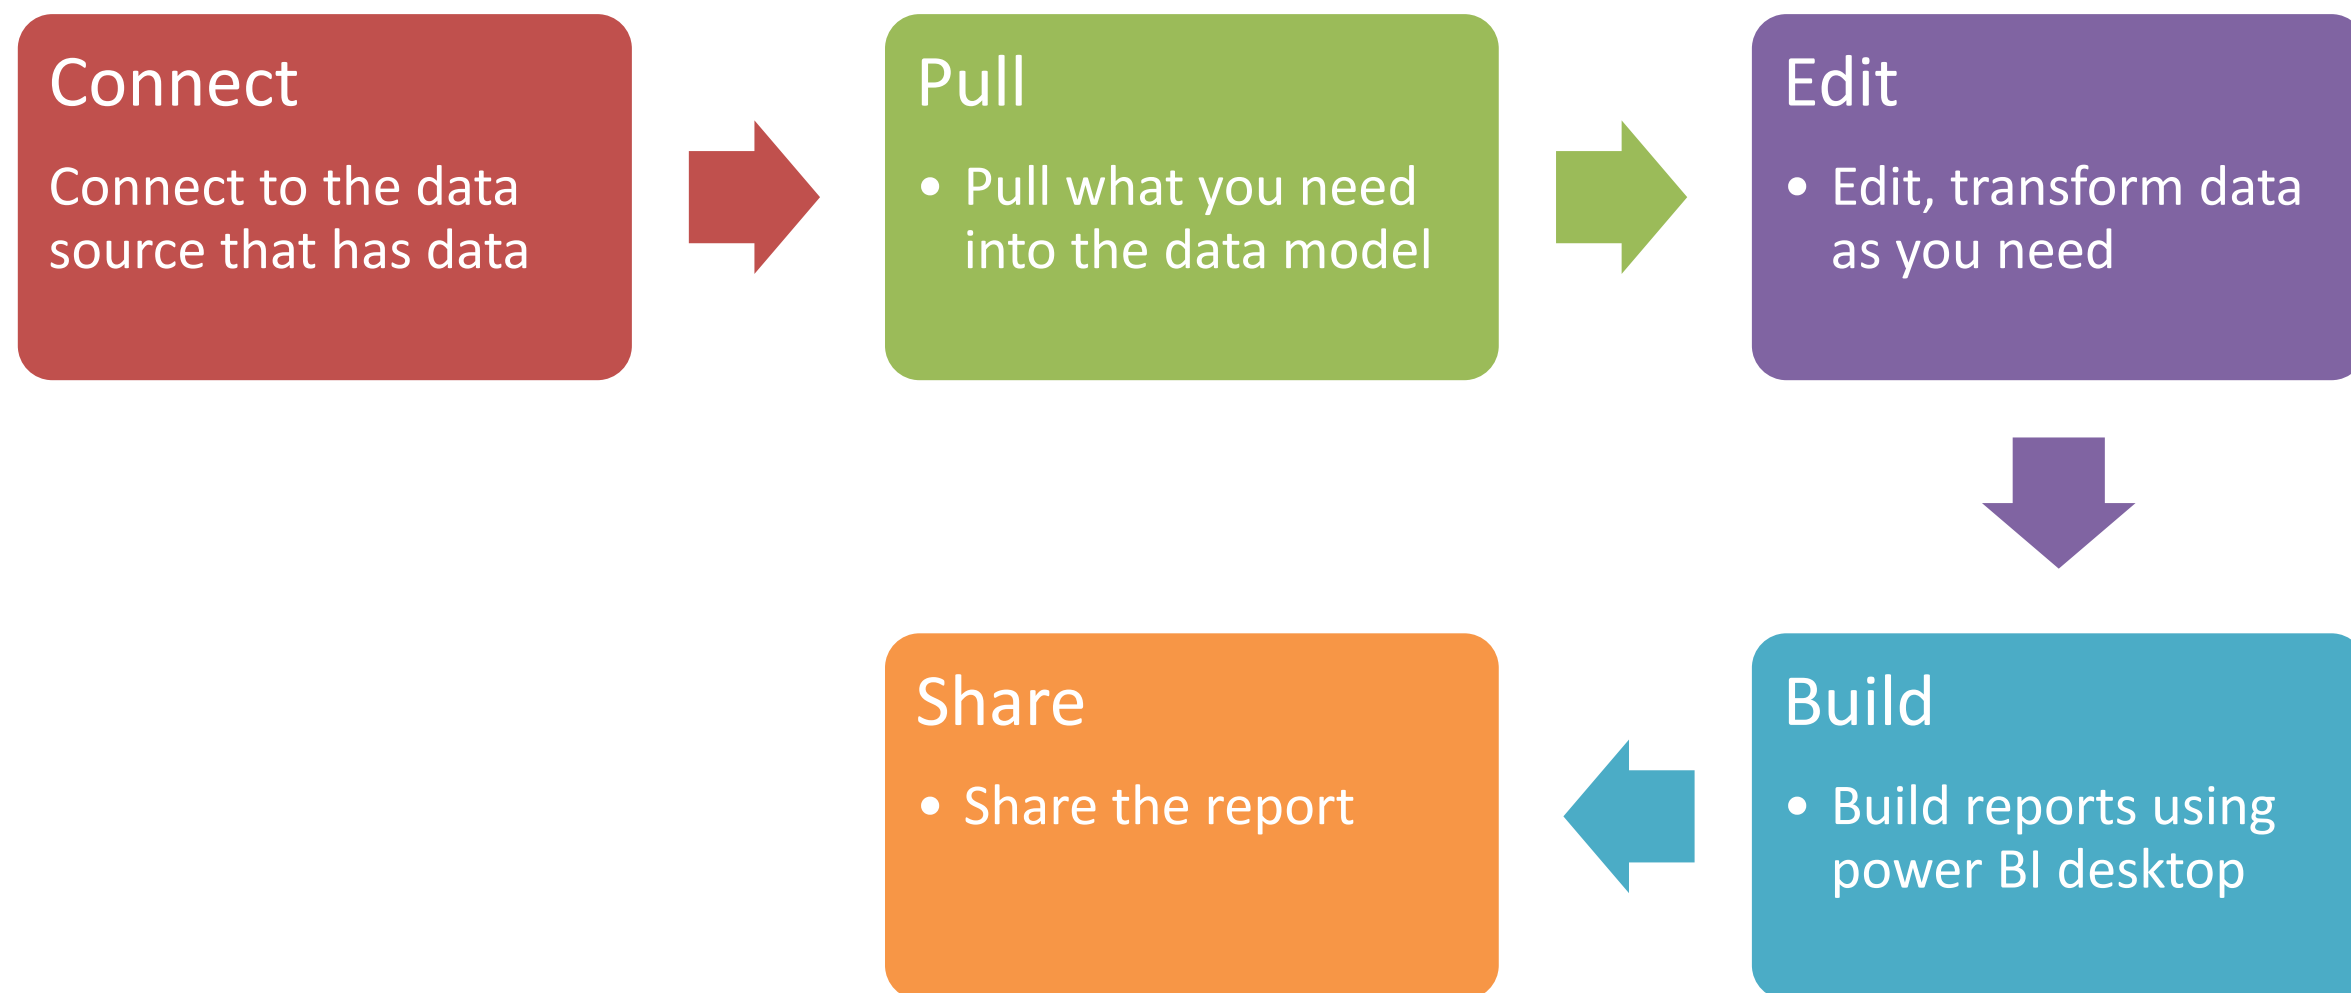 Connect
Connect to the data
source that has data
Pull
• Pull what you need
into the data model
Edit
• Edit, transform data
as you need
Build
• Build reports using
power BI desktop
Share
• Share the report